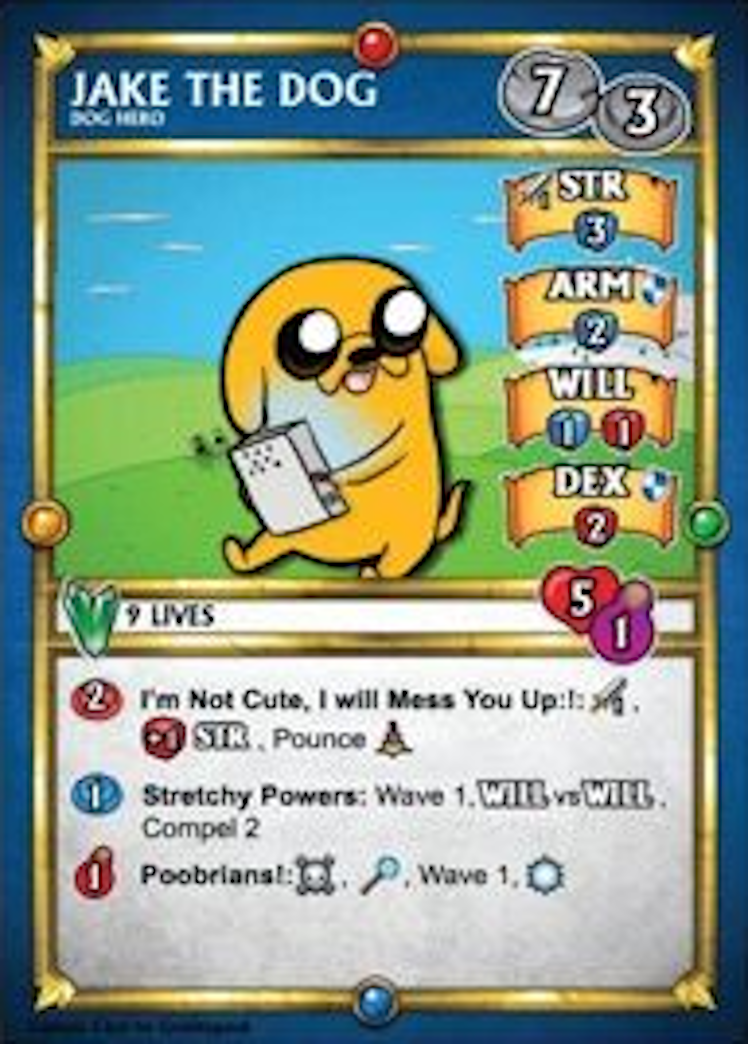 JAKE THE DOG
DOG HERO
7 3
STR
3
ARM
2
WILL
1 1
DEX
2
9 LIVES
5
1
2 I'm Not Cute, I will Mess You Up!!: .
+1 STR , Pounce
1 Stretchy Powers: Wave 1, WILL vs WILL ,
Compel 2
1 Poobrians!: , , Wave 1,